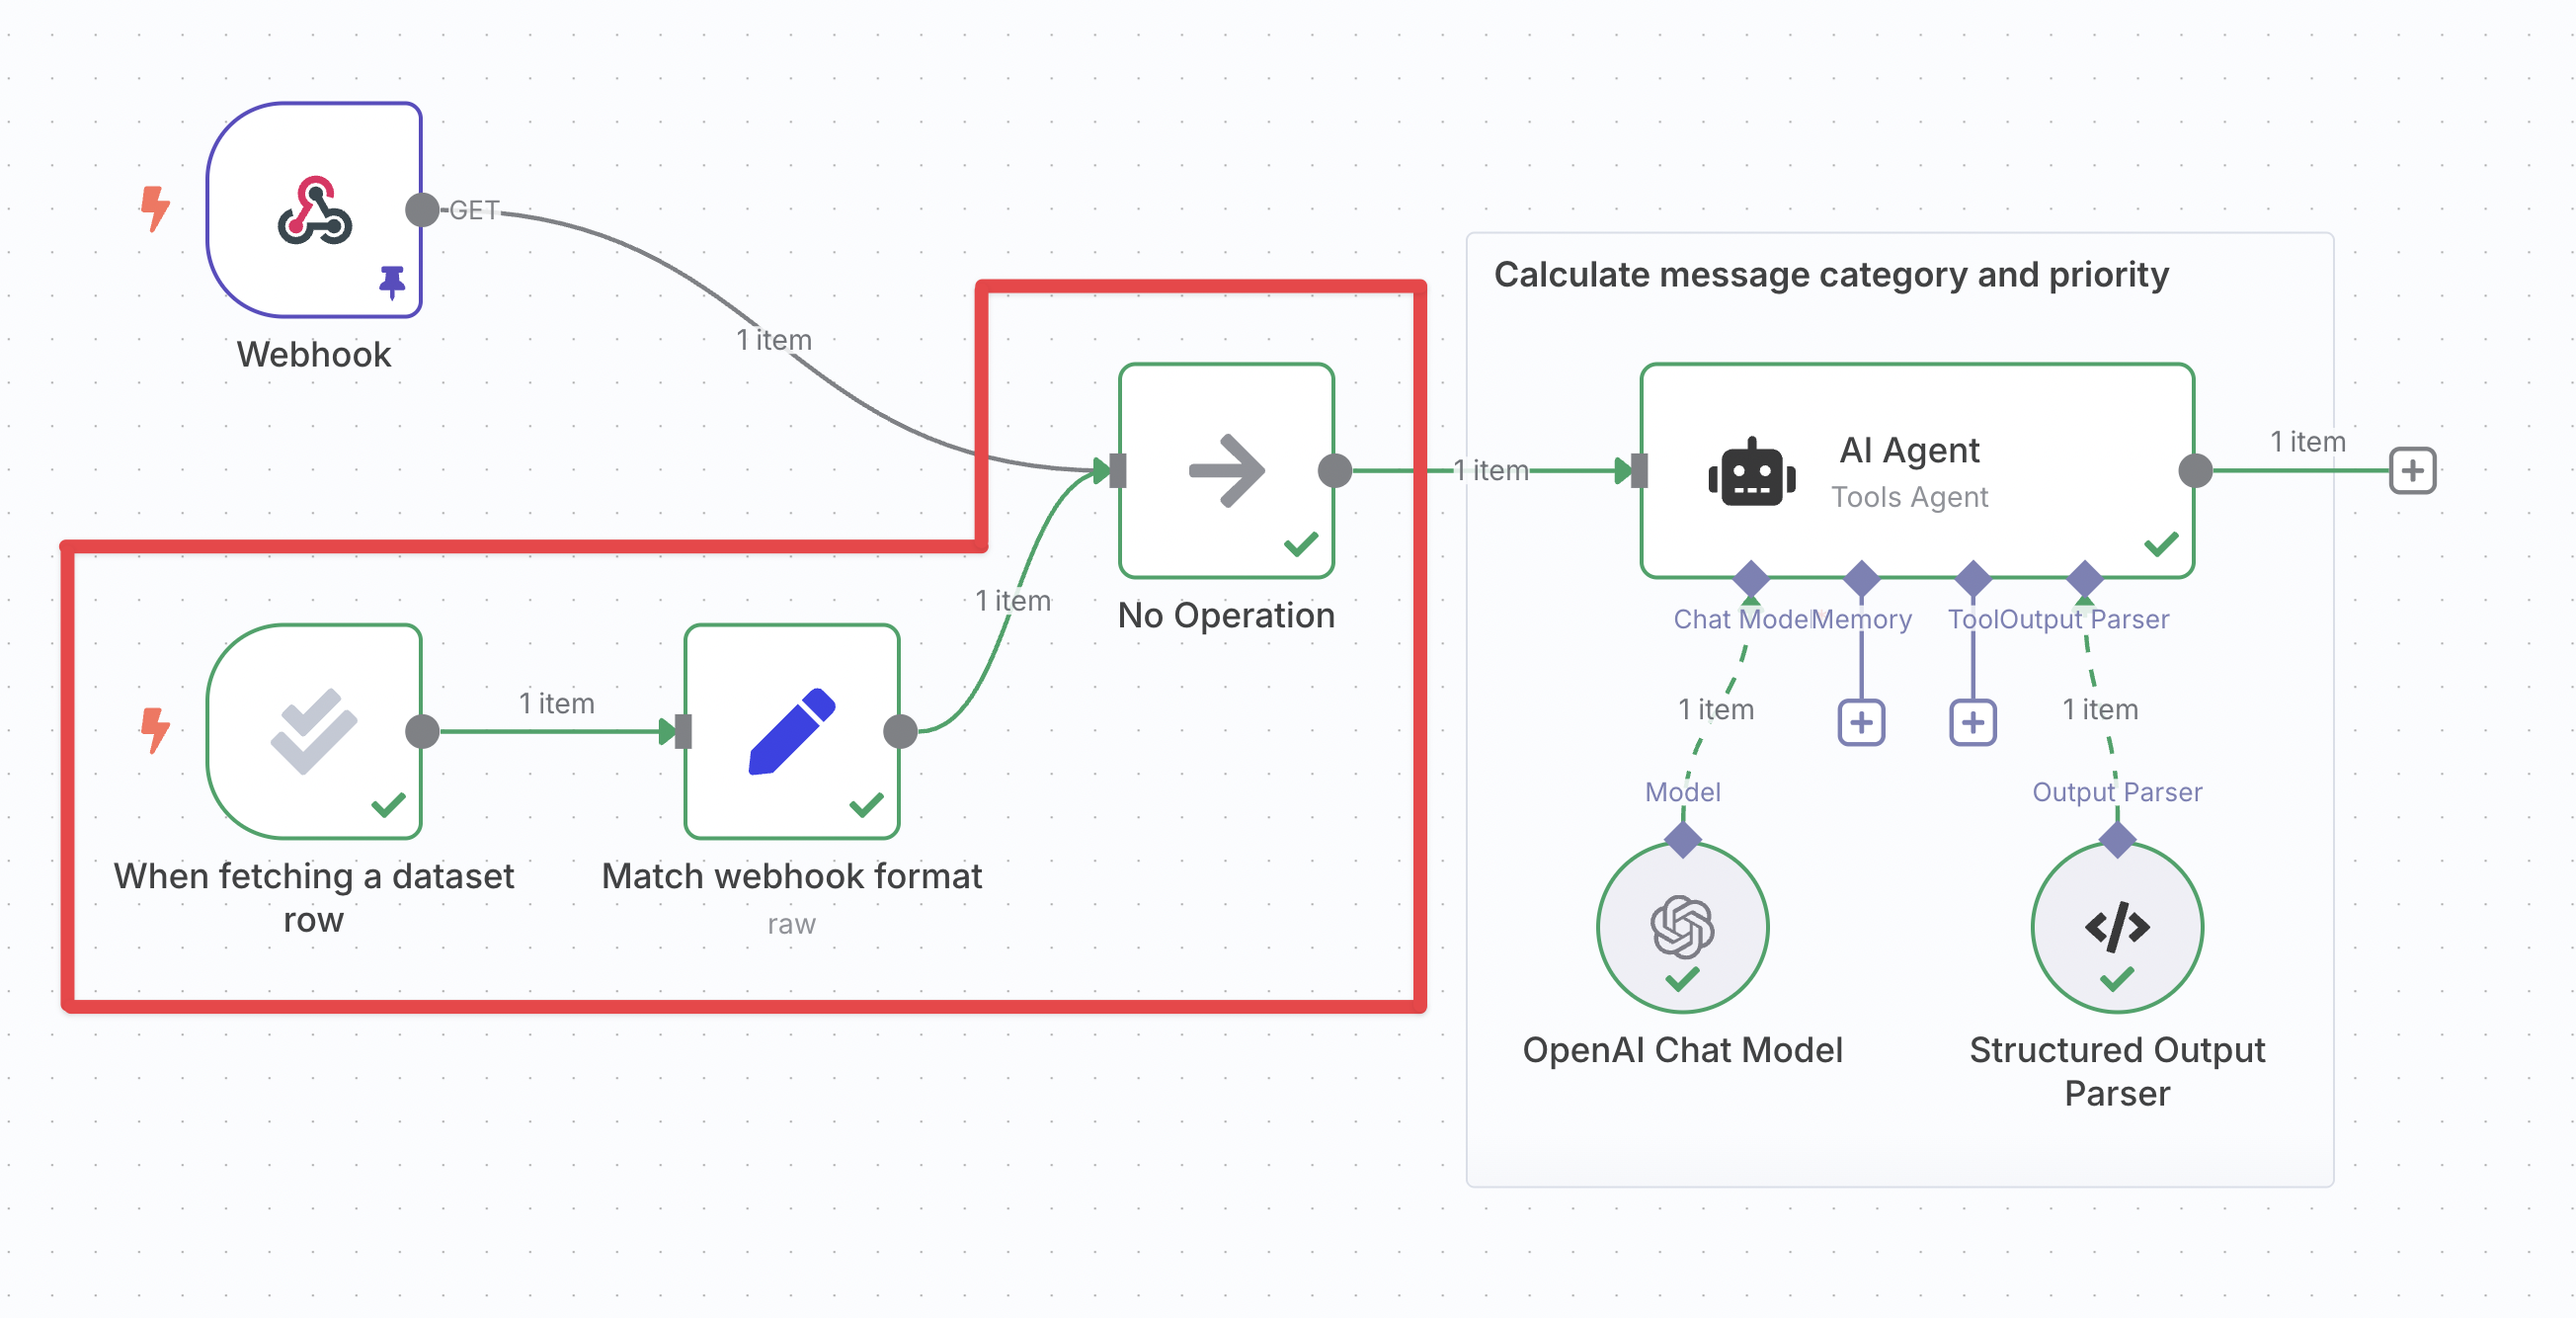 GET
1 item
Webhook
Calculate message category and priority
AI Agent
Tools Agent
1 item
1 item
No Operation
1 item
Chat Model
Memory
Tool
Output Parser
1 item
1 item
1 item
Model
Output Parser
When fetching a dataset
row
Match webhook format
raw
OpenAI Chat Model
Structured Output
Parser